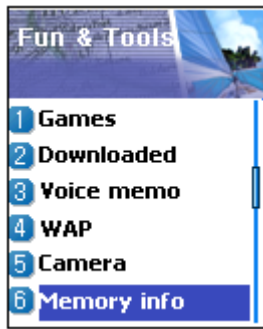 Fun & Tools
1 Games
2 Downloaded
3 Voice memo
4 WAP
5 Camera
6 Memory info